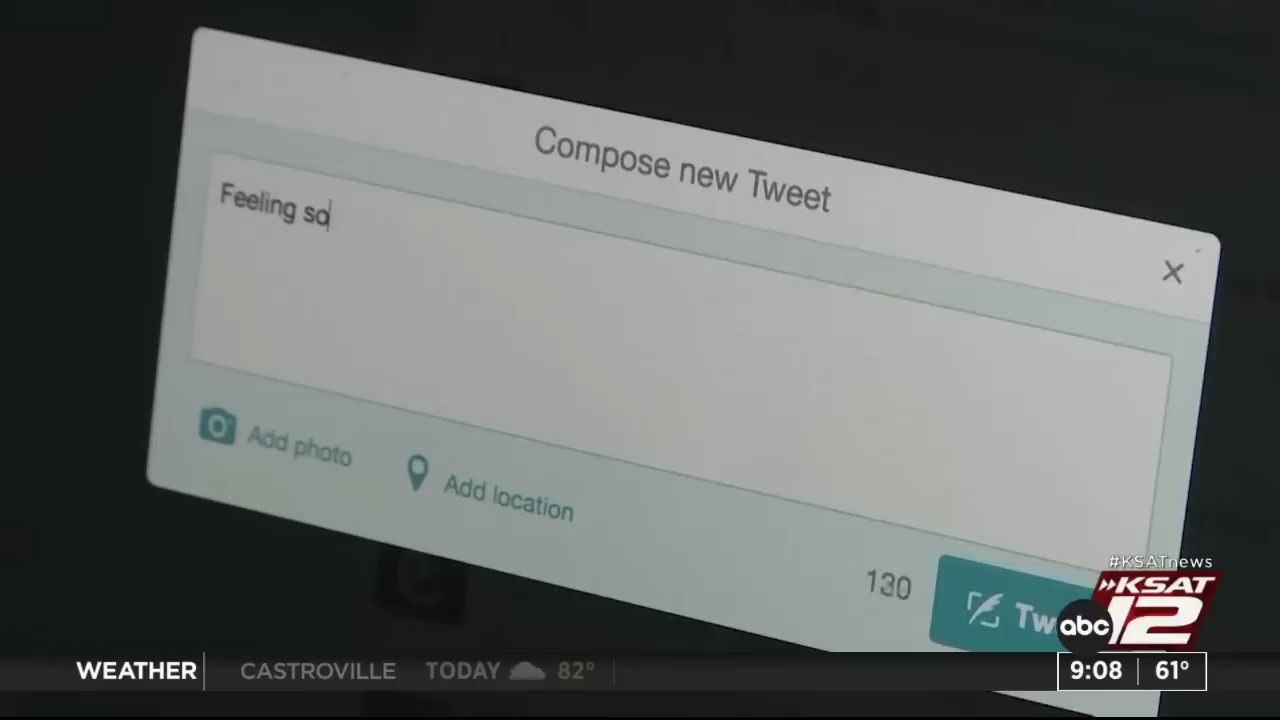 Compose new Tweet
×
Feeling so
Add photo
Add location
130
Tw
#KSATnews
KSAT
abc 12
WEATHER CASTROVILLE TODAY 82°
9:08 61°